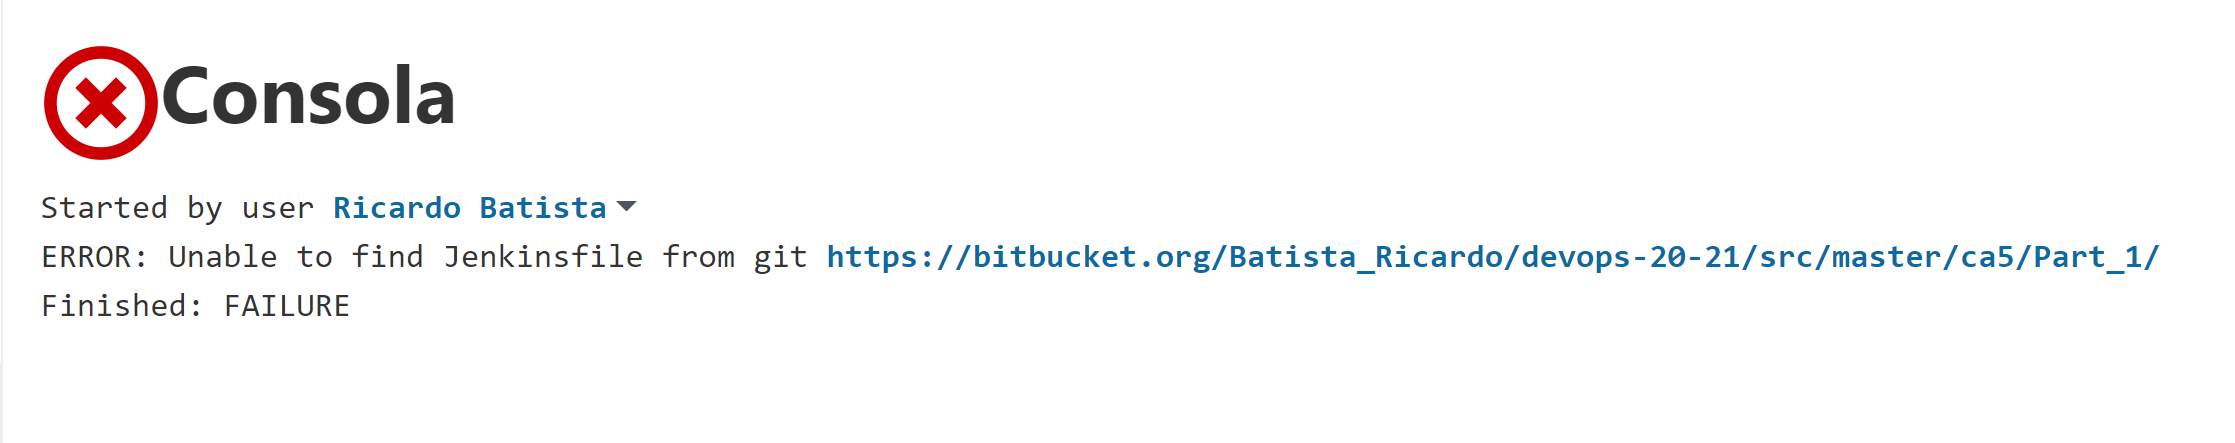 Consola
Started by user Ricardo Batista
ERROR: Unable to find Jenkinsfile from git https://bitbucket.org/Batista_Ricardo/devops-20-21/src/master/ca5/Part_1/
Finished: FAILURE